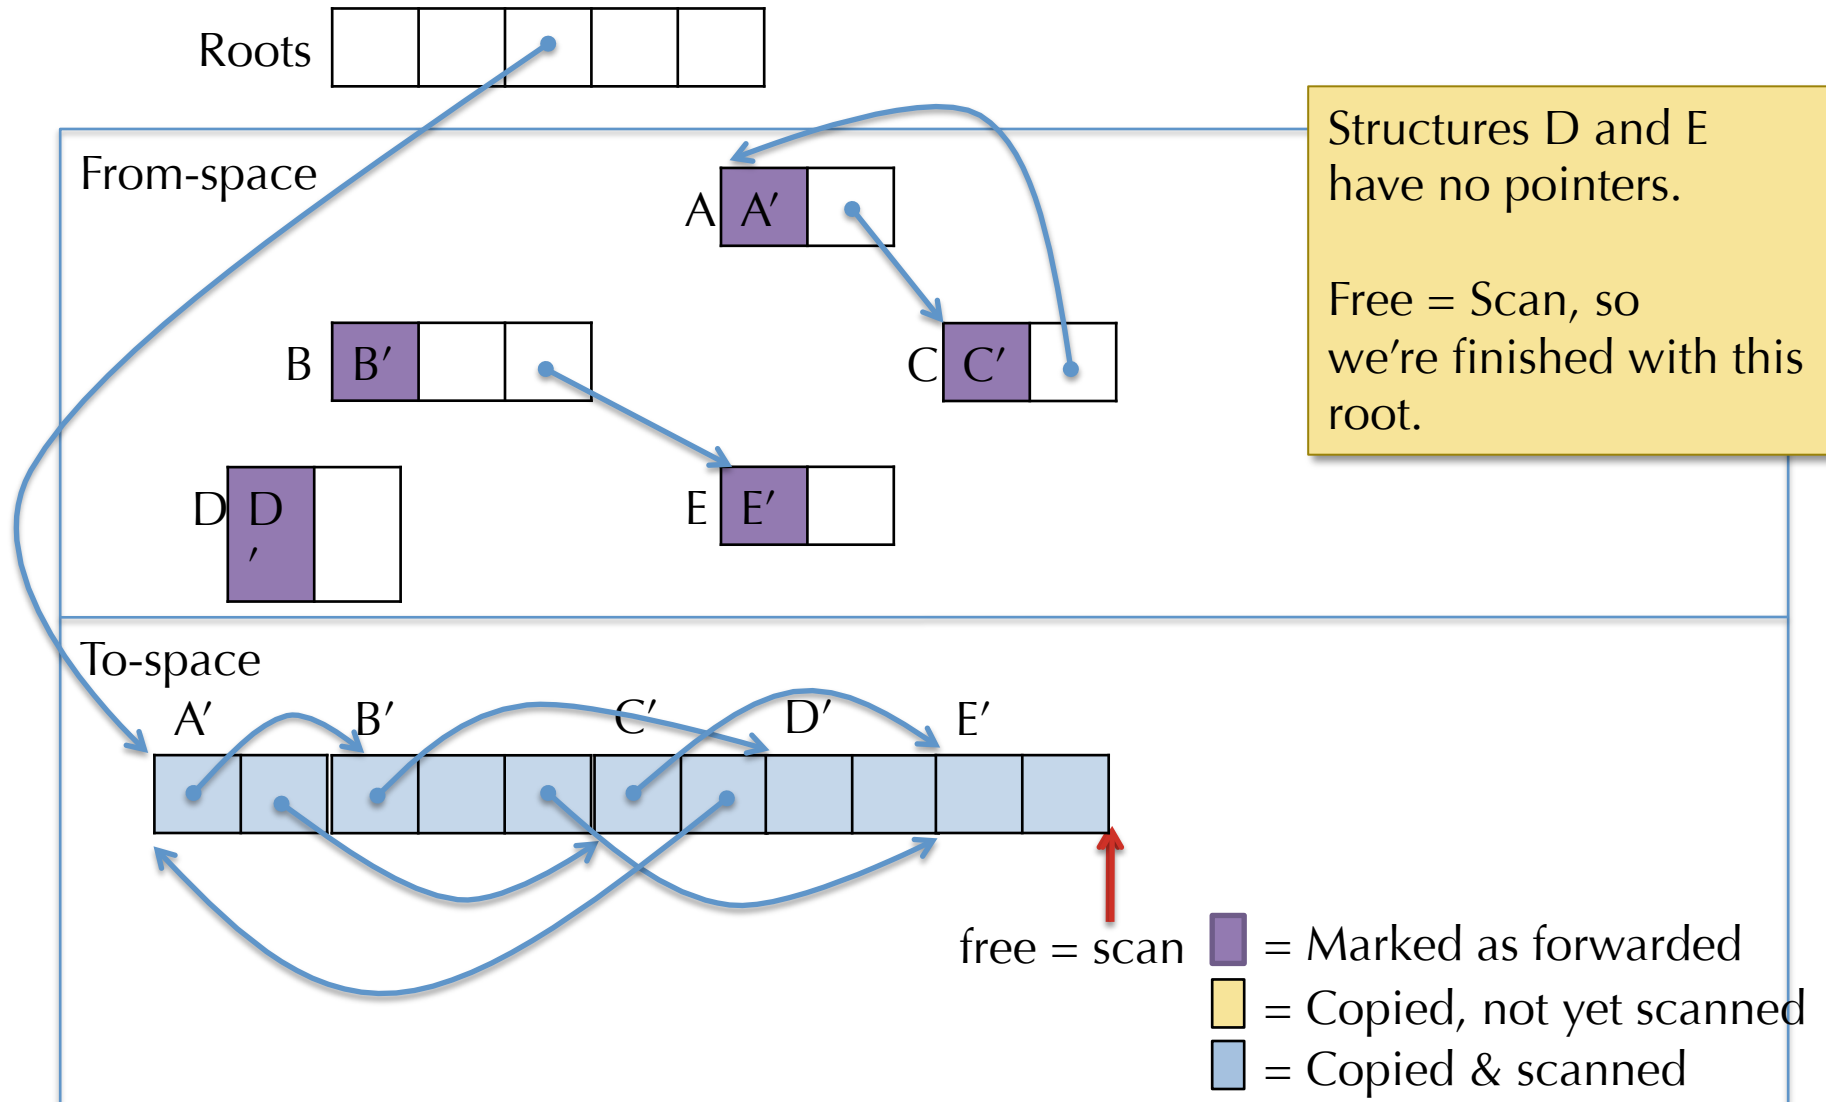 Roots
Structures D and E
have no pointers.
Free = Scan, so
we’re finished with this
root.
From-space
A A′
B B′
C C′
D D
′
E E′
To-space
A′ B′ C′ D′ E′
free = scan
= Marked as forwarded
= Copied, not yet scanned
= Copied & scanned